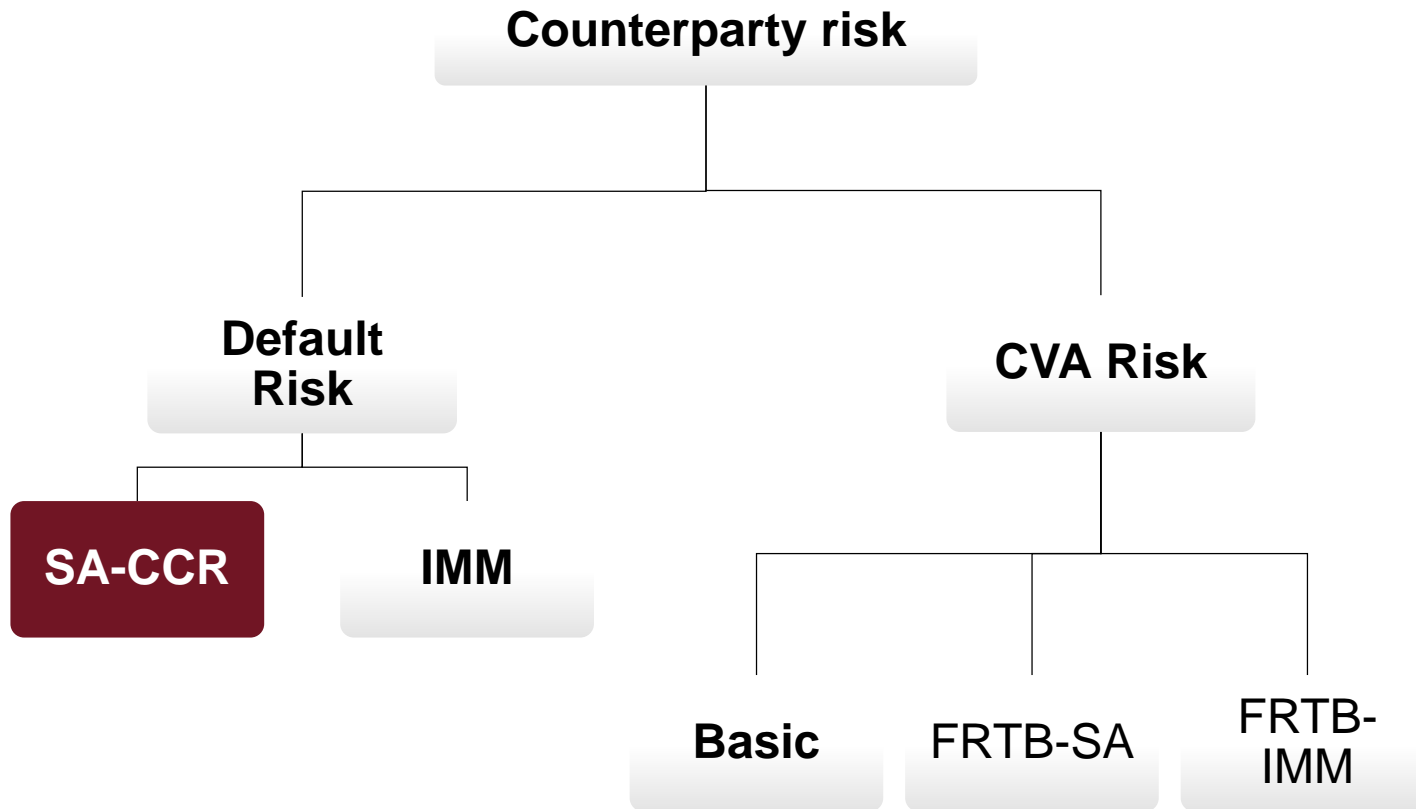 Counterparty risk
Default
Risk
CVA Risk
SA-CCR
IMM
Basic
FRTB-SA
FRTB-
IMM